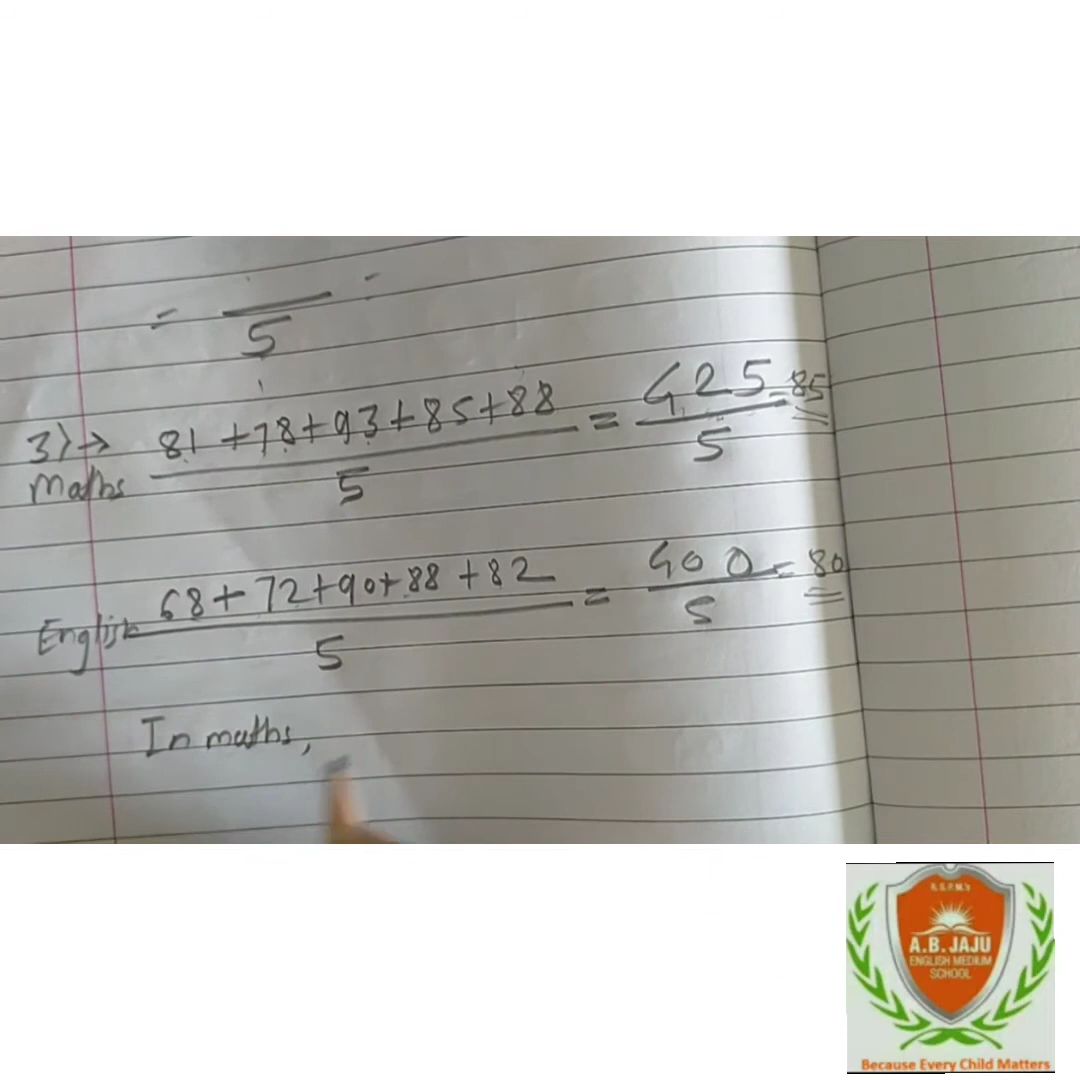 = ― =
5
3) → 81 + 78 + 93 + 85 + 88 = 425 = 85
Maths 5 5
68 + 72 + 90 + 88 + 82 = 400 = 80
English 5 5
In maths,
R.S.P.M.'s
A.B. JAJU
ENGLISH MEDIUM
SCHOOL
Because Every Child Matters